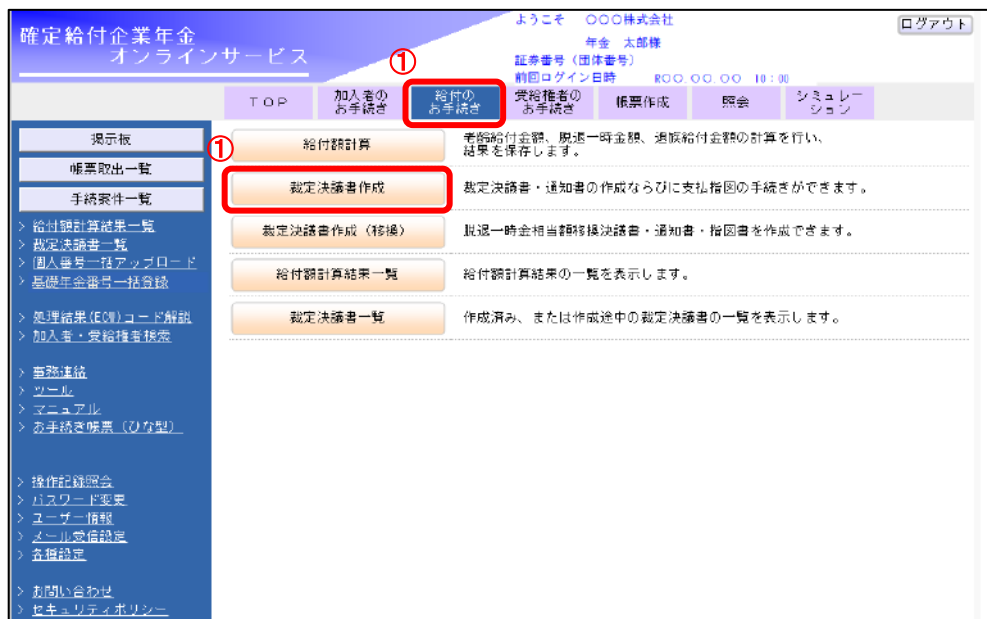 確定給付企業年金
オンラインサービス
ようこそ　○○○株式会社
年金　太郎様
証券番号（団体番号）
前回ログイン日時　R○○.○○.○○ 10:00
ログアウト
①
TOP
加入者の
お手続き
給付の
お手続き
受給権者の
お手続き
帳票作成
照会
シミュレー
ション
掲示板
帳票取出一覧
手続案件一覧
> 給付額計算結果一覧
> 裁定決議書一覧
> 個人番号一括アップロード
> 基礎年金番号一括登録
> 処理結果(ECW)コード解説
> 加入者・受給権者検索
> 事務連絡
> ツール
> マニュアル
> お手続き帳票（ひな型）
> 操作記録照会
> パスワード変更
> ユーザー情報
> メール受信設定
> 各種設定
> お問い合わせ
> セキュリティポリシー
①
給付額計算
老齢給付金額、脱退一時金額、遺族給付金額の計算を行い、
結果を保存します。
裁定決議書作成
裁定決議書・通知書の作成ならびに支払指図の手続きができます。
裁定決議書作成（移換）
脱退一時金相当額移換決議書・通知書・指図書を作成できます。
給付額計算結果一覧
給付額計算結果の一覧を表示します。
裁定決議書一覧
作成済み、または作成途中の裁定決議書の一覧を表示します。